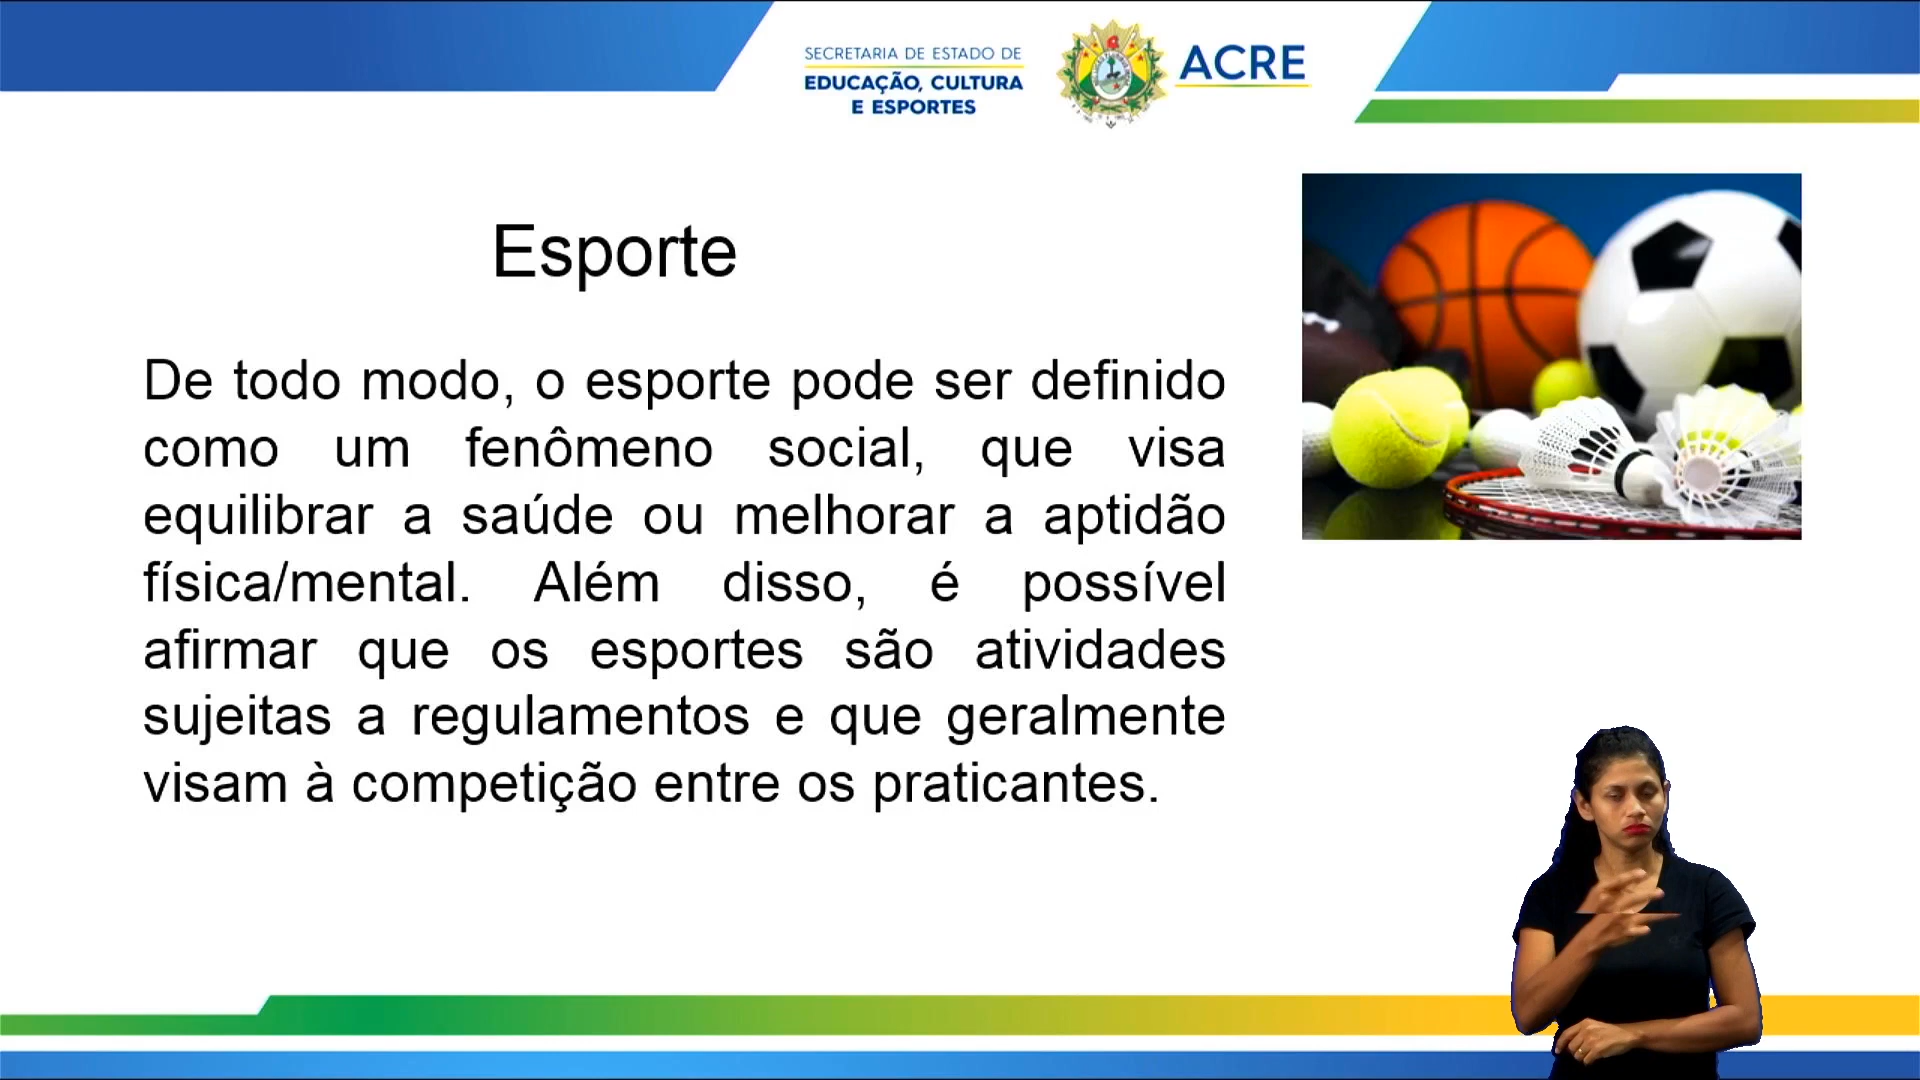 SECRETARIA DE ESTADO DE
EDUCAÇÃO, CULTURA
E ESPORTES
ACRE
Esporte
De todo modo, o esporte pode ser definido
como um fenômeno social, que visa
equilibrar a saúde ou melhorar a aptidão
física/mental. Além disso, é possível
afirmar que os esportes são atividades
sujeitas a regulamentos e que geralmente
visam à competição entre os praticantes.